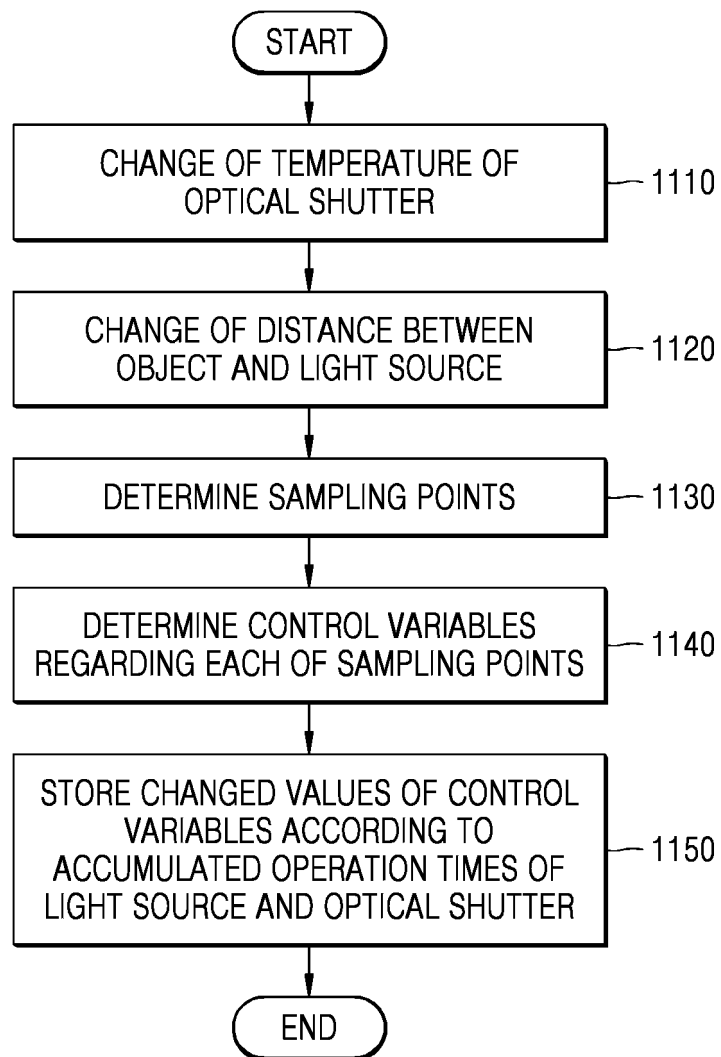 START
CHANGE OF TEMPERATURE OF
OPTICAL SHUTTER
1110
CHANGE OF DISTANCE BETWEEN
OBJECT AND LIGHT SOURCE
1120
DETERMINE SAMPLING POINTS
1130
DETERMINE CONTROL VARIABLES
REGARDING EACH OF SAMPLING POINTS
1140
STORE CHANGED VALUES OF CONTROL
VARIABLES ACCORDING TO
ACCUMULATED OPERATION TIMES OF
LIGHT SOURCE AND OPTICAL SHUTTER
1150
END